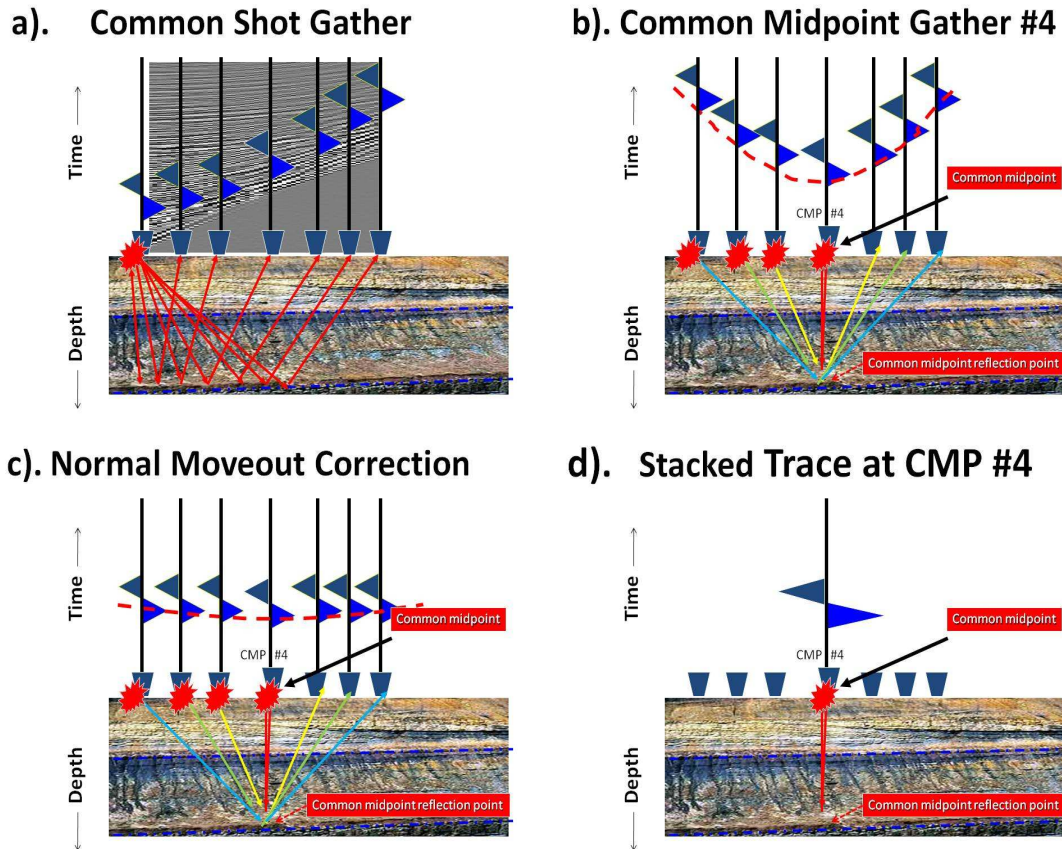 a). Common Shot Gather
Time
Depth
b). Common Midpoint Gather #4
Time
Common midpoint
CMP #4
Depth
Common midpoint reflection point
c). Normal Moveout Correction
Time
Common midpoint
CMP #4
Depth
Common midpoint reflection point
d). Stacked Trace at CMP #4
Time
Common midpoint
CMP #4
Depth
Common midpoint reflection point